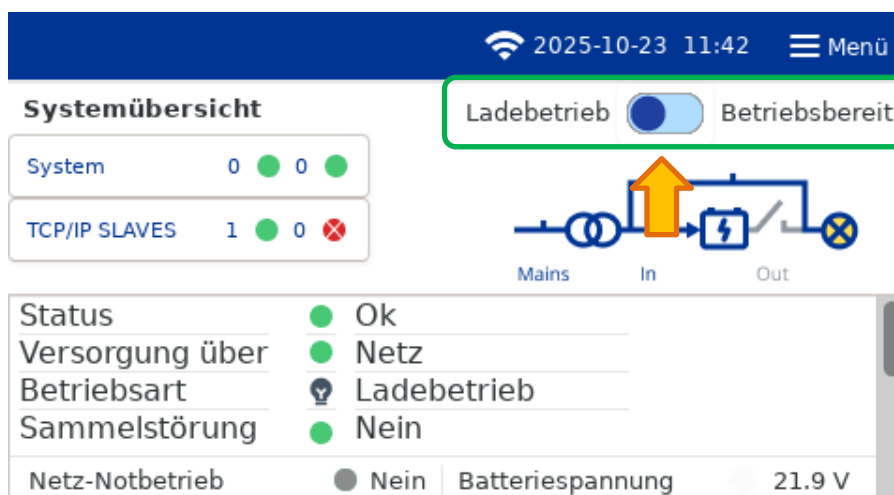 2025-10-23 11:42 Menü
Systemübersicht
Ladebetrieb Betriebsbereit
System 0 0
TCP/IP SLAVES 1 0
Mains In Out
Status Ok
Versorgung über Netz
Betriebsart Ladebetrieb
Sammelstörung Nein
Netz-Notbetrieb Nein Batteriespannung 21.9 V